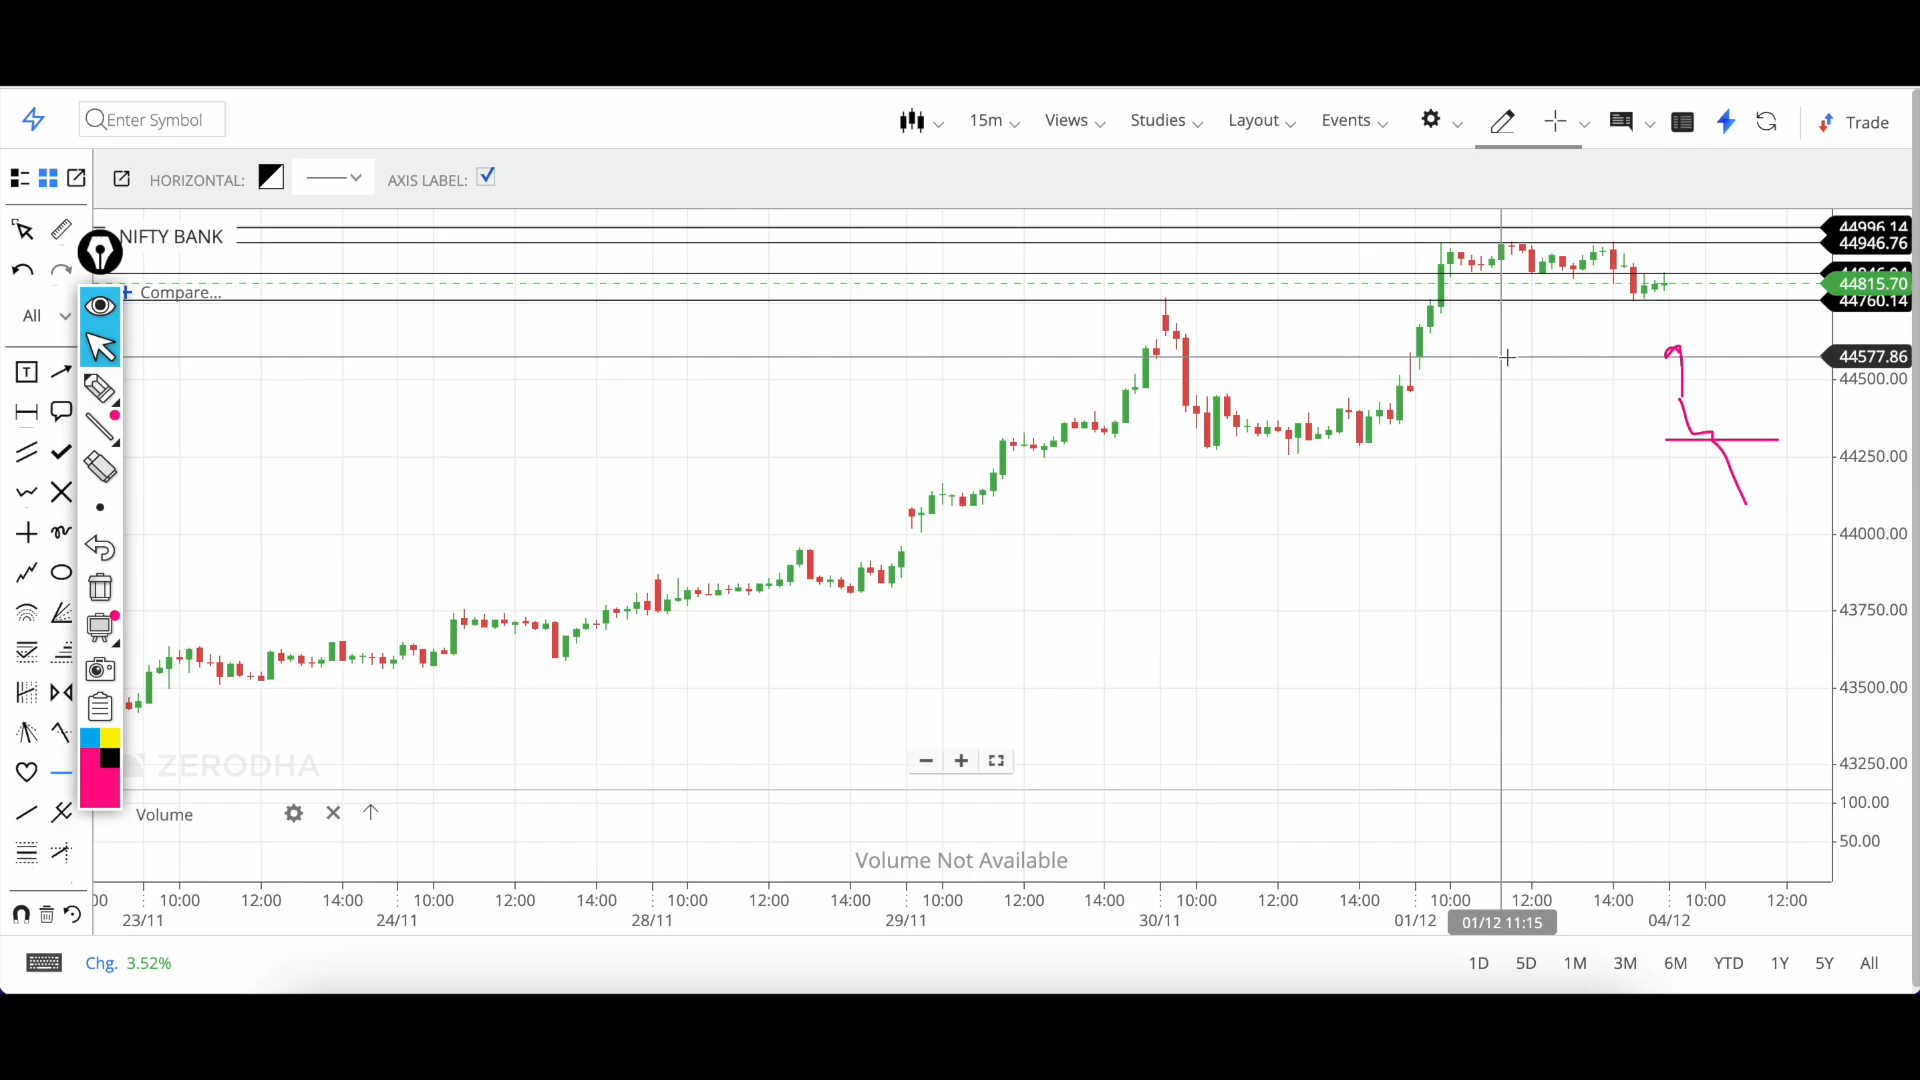 Enter Symbol
15m
Views
Studies
Layout
Events
Trade
HORIZONTAL:
AXIS LABEL:
NIFTY BANK
Compare...
All
T
44996.14
44946.76
44815.70
44760.14
44577.86
44500.00
44250.00
44000.00
43750.00
43500.00
43250.00
ZERODHA
Volume
100.00
50.00
Volume Not Available
00 10:00 12:00 14:00 10:00 12:00 14:00 10:00 12:00 14:00 10:00 12:00 14:00 10:00 12:00 14:00 10:00 12:00 14:00 10:00 12:00
23/11 24/11 28/11 29/11 30/11 01/12 01/12 11:15 04/12
Chg. 3.52%
1D 5D 1M 3M 6M YTD 1Y 5Y All